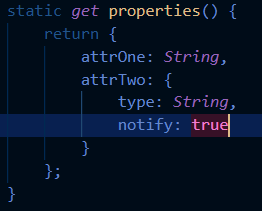 static get properties() {
    return {
        attrOne: String,
        attrTwo: {
            type: String,
            notify: true
        }
    };
}